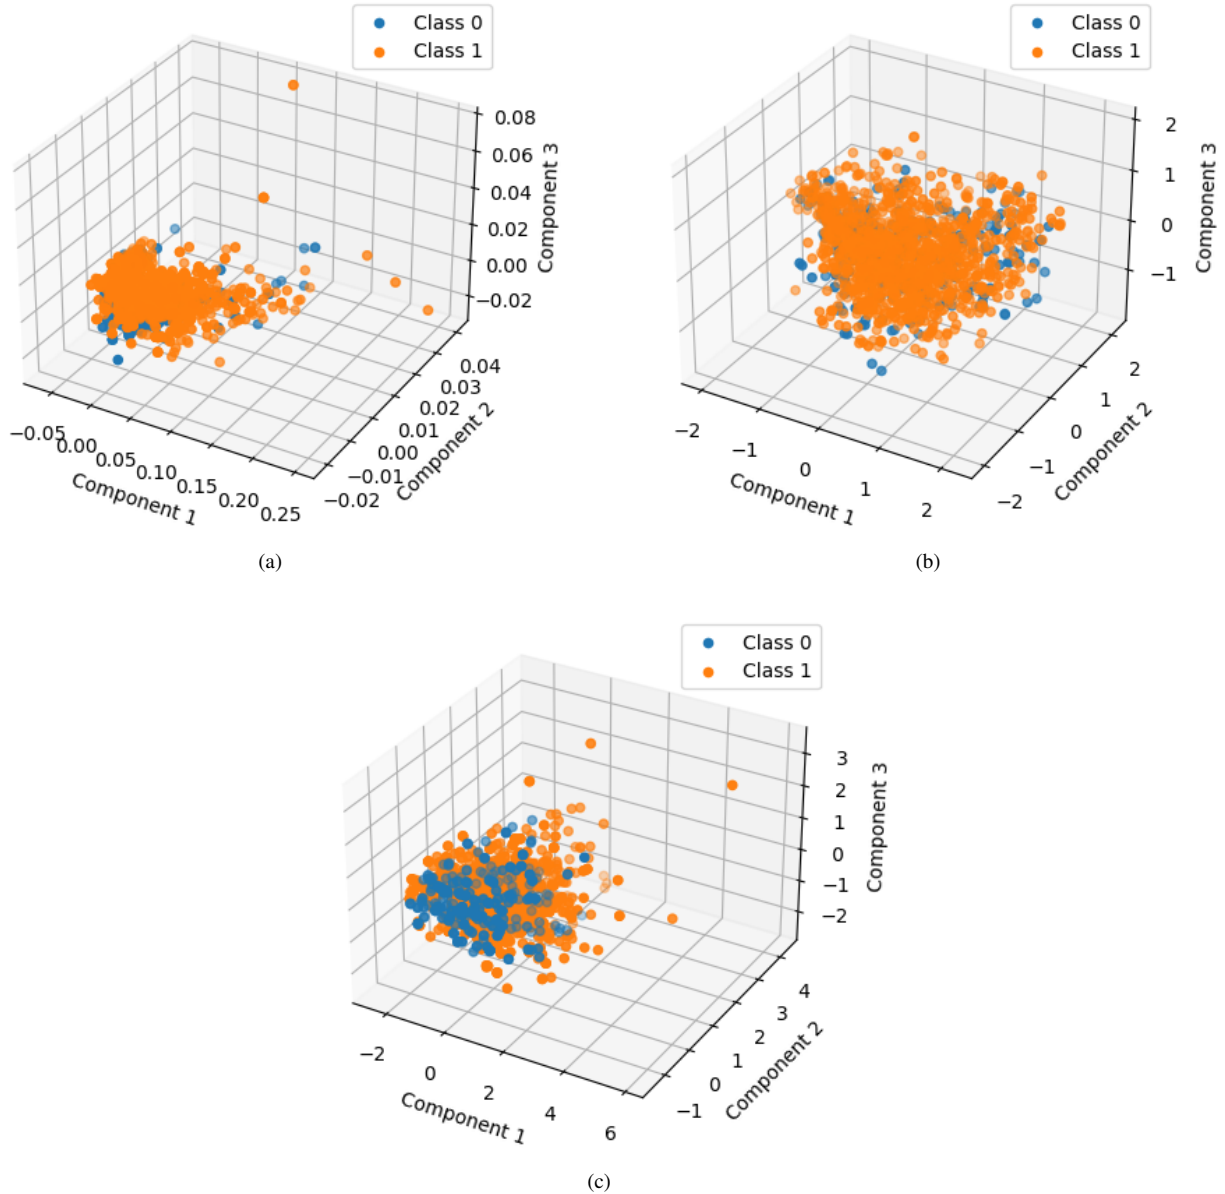 Class 0
Class 1
0.08
0.06
0.04
0.02
0.00
−0.02
Component 3
0.04
0.03
0.02
0.01
0.00
−0.01
−0.02
Component 2
−0.05
0.00
0.05
0.10
0.15
0.20
0.25
Component 1
(a)
Class 0
Class 1
2
1
0
−1
Component 3
2
1
0
−1
−2
Component 2
−2
−1
0
1
2
Component 1
(b)
Class 0
Class 1
3
2
1
0
−1
−2
Component 3
4
3
2
1
0
−1
Component 2
−2
0
2
4
6
Component 1
(c)